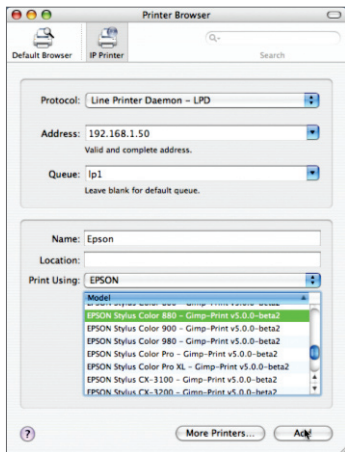 Printer Browser
Default Browser
IP Printer
Search
Protocol: Line Printer Daemon – LPD
Address: 192.168.1.50
Valid and complete address.
Queue: lp1
Leave blank for default queue.
Name: Epson
Location:
Print Using: EPSON
Model
EPSON Stylus Color 880 – Gimp-Print v5.0.0-beta2
EPSON Stylus Color 900 – Gimp-Print v5.0.0-beta2
EPSON Stylus Color 980 – Gimp-Print v5.0.0-beta2
EPSON Stylus Color Pro – Gimp-Print v5.0.0-beta2
EPSON Stylus Color Pro XL – Gimp-Print v5.0.0-beta2
EPSON Stylus CX-3100 – Gimp-Print v5.0.0-beta2
EPSON Stylus CX-3200 – Gimp-Print v5.0.0-beta2
? More Printers... Add